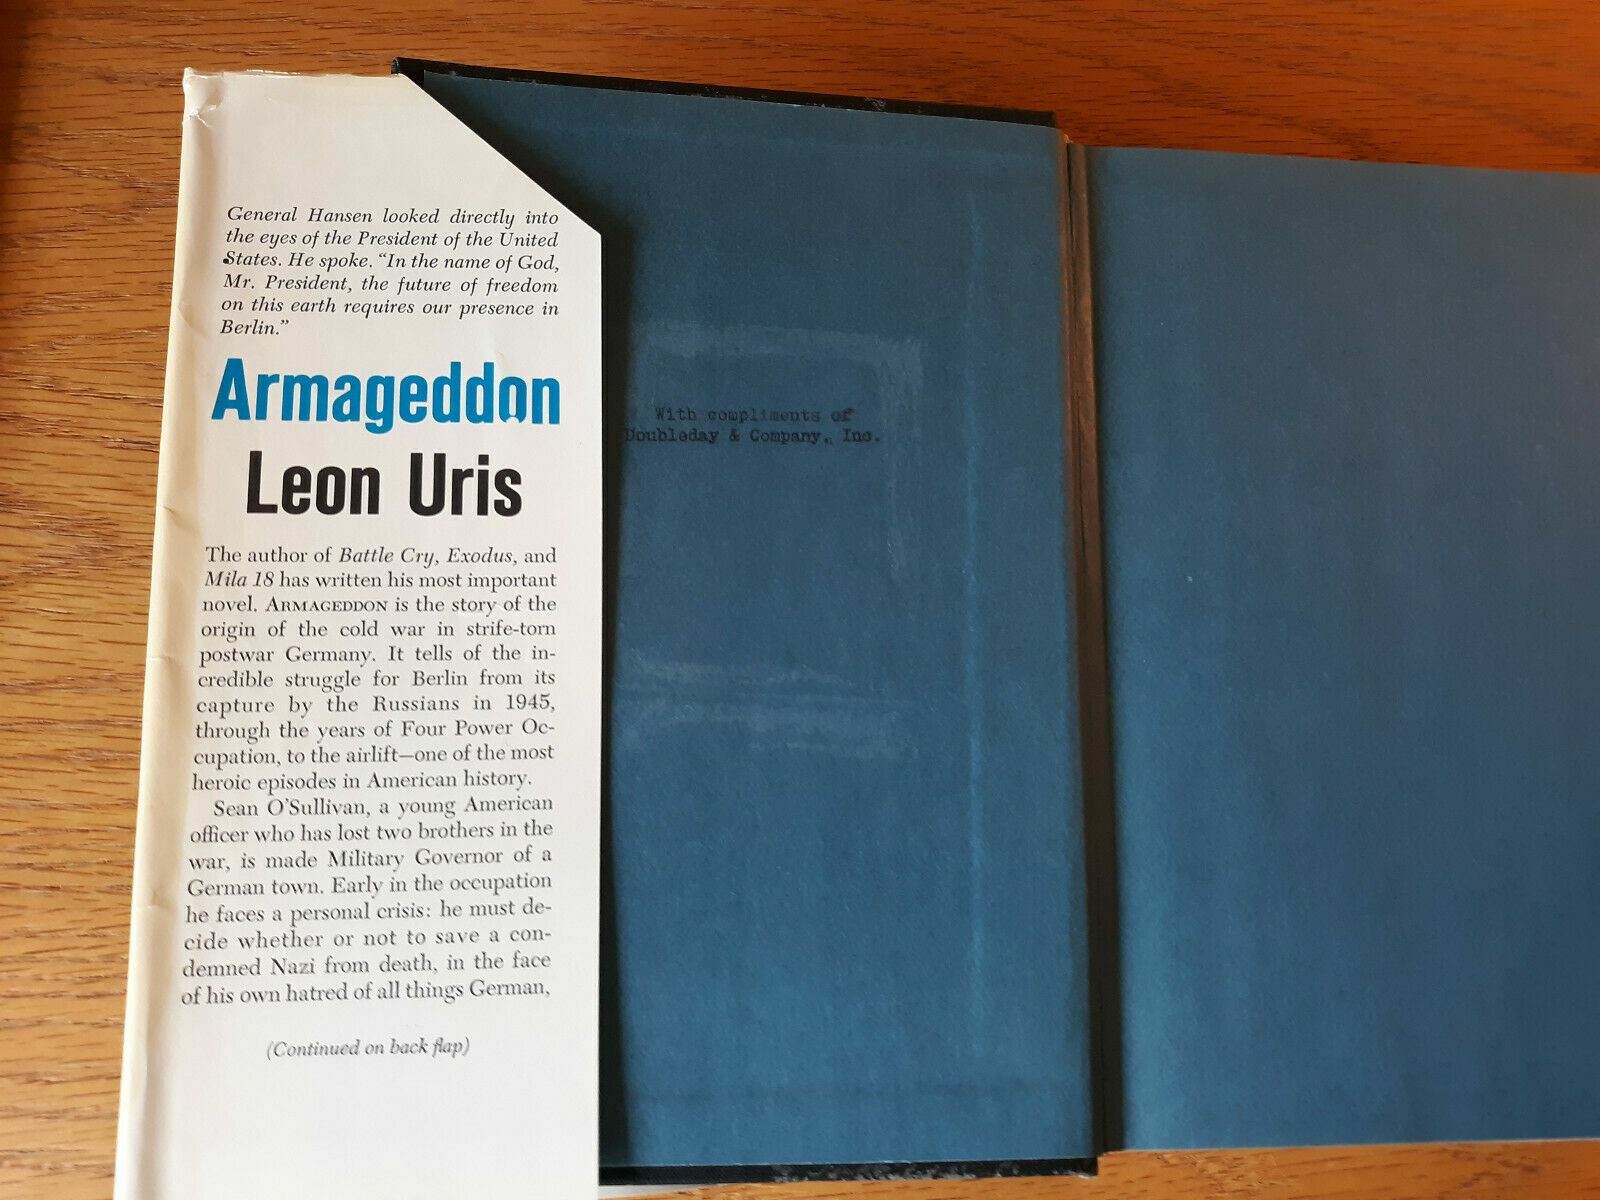 General Hansen looked directly into
the eyes of the President of the United
States. He spoke. “In the name of God,
Mr. President, the future of freedom
on this earth requires our presence in
Berlin.”
Armageddon
Leon Uris
The author of Battle Cry, Exodus, and
Mila 18 has written his most important
novel. ARMAGEDDON is the story of the
origin of the cold war in strife-torn
postwar Germany. It tells of the in-
credible struggle for Berlin from its
capture by the Russians in 1945,
through the years of Four Power Oc-
cupation, to the airlift—one of the most
heroic episodes in American history.
Sean O'Sullivan, a young American
officer who has lost two brothers in the
war, is made Military Governor of a
German town. Early in the occupation
he faces a personal crisis: he must de-
cide whether or not to save a con-
demned Nazi from death, in the face
of his own hatred of all things German,
(Continued on back flap)
With compliments of
Doubleday & Company, Inc.